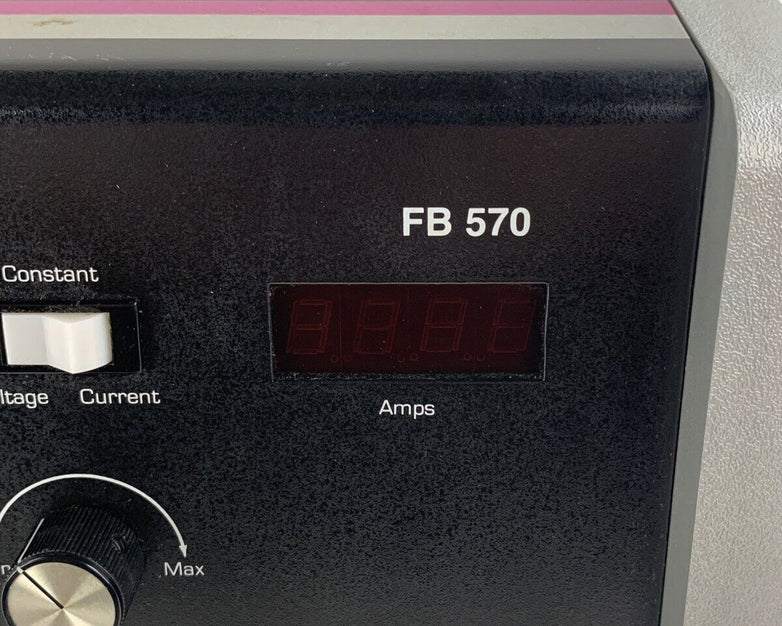 FB 570
Constant
ltage Current
Amps
Max